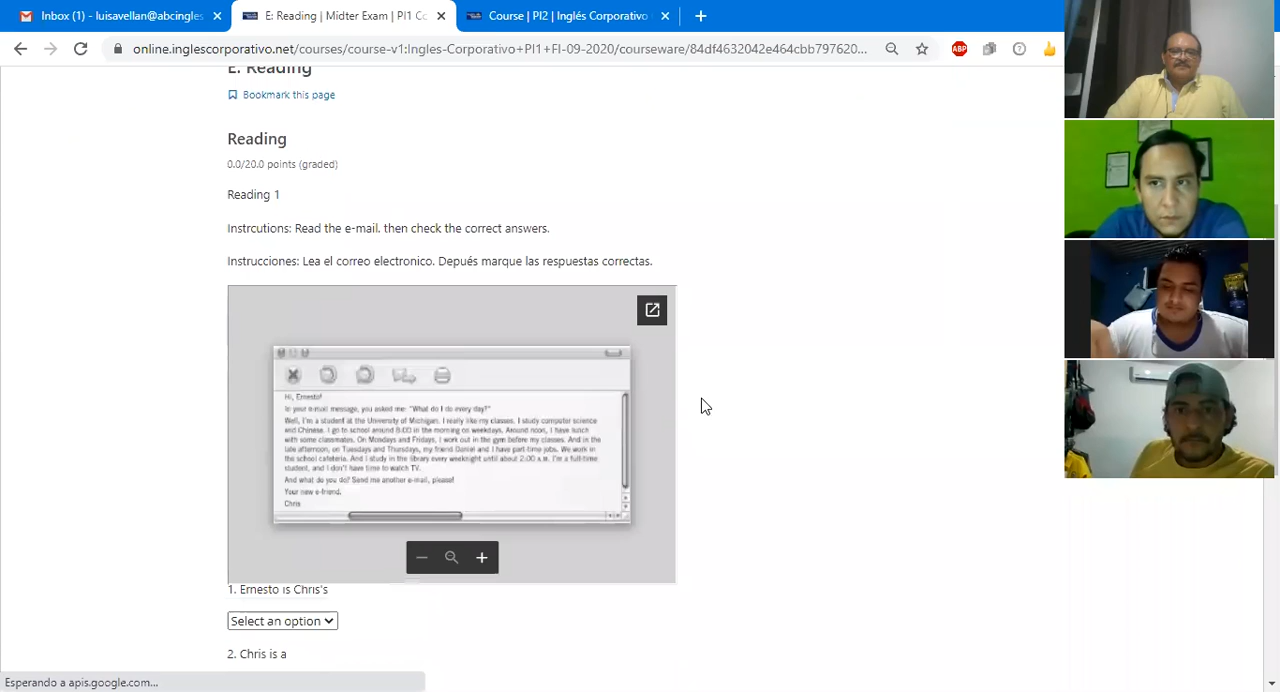 Inbox (1) - luisavellan@abcingles
E: Reading | Midter Exam | PI1 Co
Course | PI2 | Inglés Corporativo
online.inglescorporativo.net/courses/course-v1:Ingles-Corporativo+PI1+FI-09-2020/courseware/84df4632042e464cbb797620...
ABP
E. Reading
Bookmark this page
Reading
0.0/20.0 points (graded)
Reading 1
Instrcutions: Read the e-mail, then check the correct answers.
Instrucciones: Lea el correo electronico. Depués marque las respuestas correctas.
Hi, Ernesto!
In your e-mail message, you asked me: "What do I do every day?"
Well, I'm a student at the University of Michigan. I really like my classes. I study computer science
and Chinese. I go to school around 8:00 in the morning on weekdays. Around noon, I have lunch
with some classmates. On Mondays and Fridays, I work out in the gym before my classes. And in the
late afternoon, on Tuesdays and Thursdays, my friend Daniel and I have part-time jobs. We work in
the school cafeteria. And I study in the library every weeknight until about 2:00 A.M. I'm a full-time
student, and I don't have time to watch TV.
And what do you do? Send me another e-mail, please!
Your new e-friend,
Chris
1. Ernesto is Chris's
Select an option
2. Chris is a
Esperando a apis.google.com...